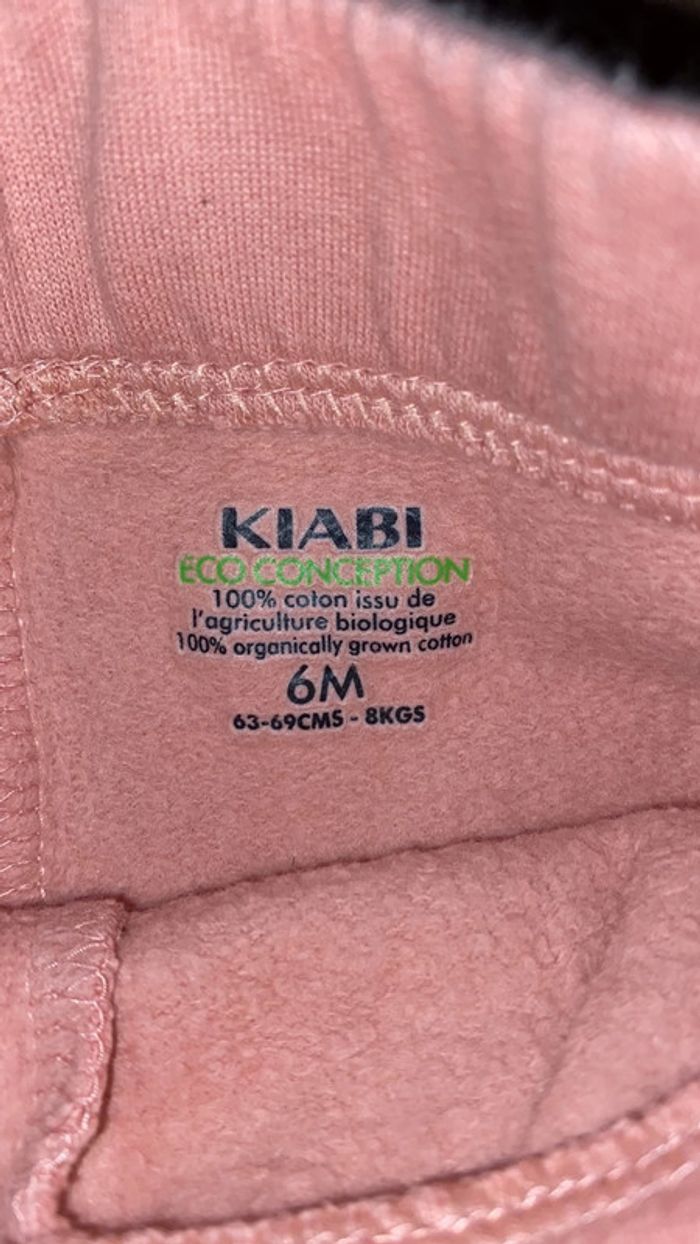 KIABI
ECO CONCEPTION
100% coton issu de
l'agriculture biologique
100% organically grown cotton
6M
63-69CMS - 8KGS